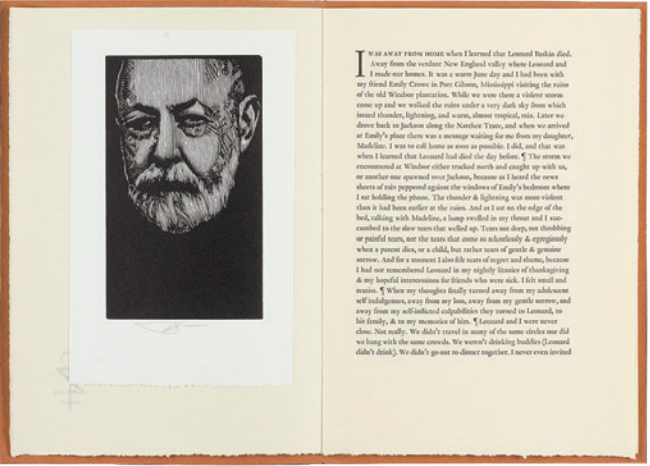 I WAS AWAY FROM HOME when I learned that Leonard Baskin died.
Away from the verdant New England valley where Leonard and
I made our homes. It was a warm June day and I had been with
my friend Emily Crowe in Port Gibson, Mississippi visiting the ruins
of the old Windsor plantation. While we were there a violent storm
came up and we walked the ruins under a very dark sky from which
issued thunder, lightning, and warm, almost tropical, rain. Later we
drove back to Jackson along the Natchez Trace, and when we arrived
at Emily's place there was a message waiting for me from my daughter,
Madeline. I was to call home as soon as possible. I did, and that was
when I learned that Leonard had died the day before. ¶ The storm we
encountered at Windsor either tracked north and caught up with us,
or another one spawned over Jackson, because as I heard the news
sheets of rain peppered against the windows of Emily's bedroom where
I sat holding the phone. The thunder & lightning was more violent
than it had been earlier at the ruins. And as I sat on the edge of the
bed, talking with Madeline, a lump swelled in my throat and I suc-
cumbed to the slow tears that welled up. Tears not deep, not throbbing
or painful tears, not the tears that come so relentlessly & egregiously
when a parent dies, or a child, but rather tears of gentle & genuine
sorrow. And for a moment I also felt tears of regret and shame, because
I had not remembered Leonard in my nightly litanies of thanksgiving
& my hopeful intercessions for friends who were sick. I felt small and
remiss. ¶ When my thoughts finally turned away from my adolescent
self indulgences, away from my loss, away from my gentle sorrow, and
away from my self-inflicted culpabilities they turned to Leonard, to
his family, & to my memories of him. ¶ Leonard and I were never
close. Not really. We didn't travel in many of the same circles nor did
we hang with the same crowds. We weren't drinking buddies (Leonard
didn't drink). We didn't go out to dinner together. I never even invited